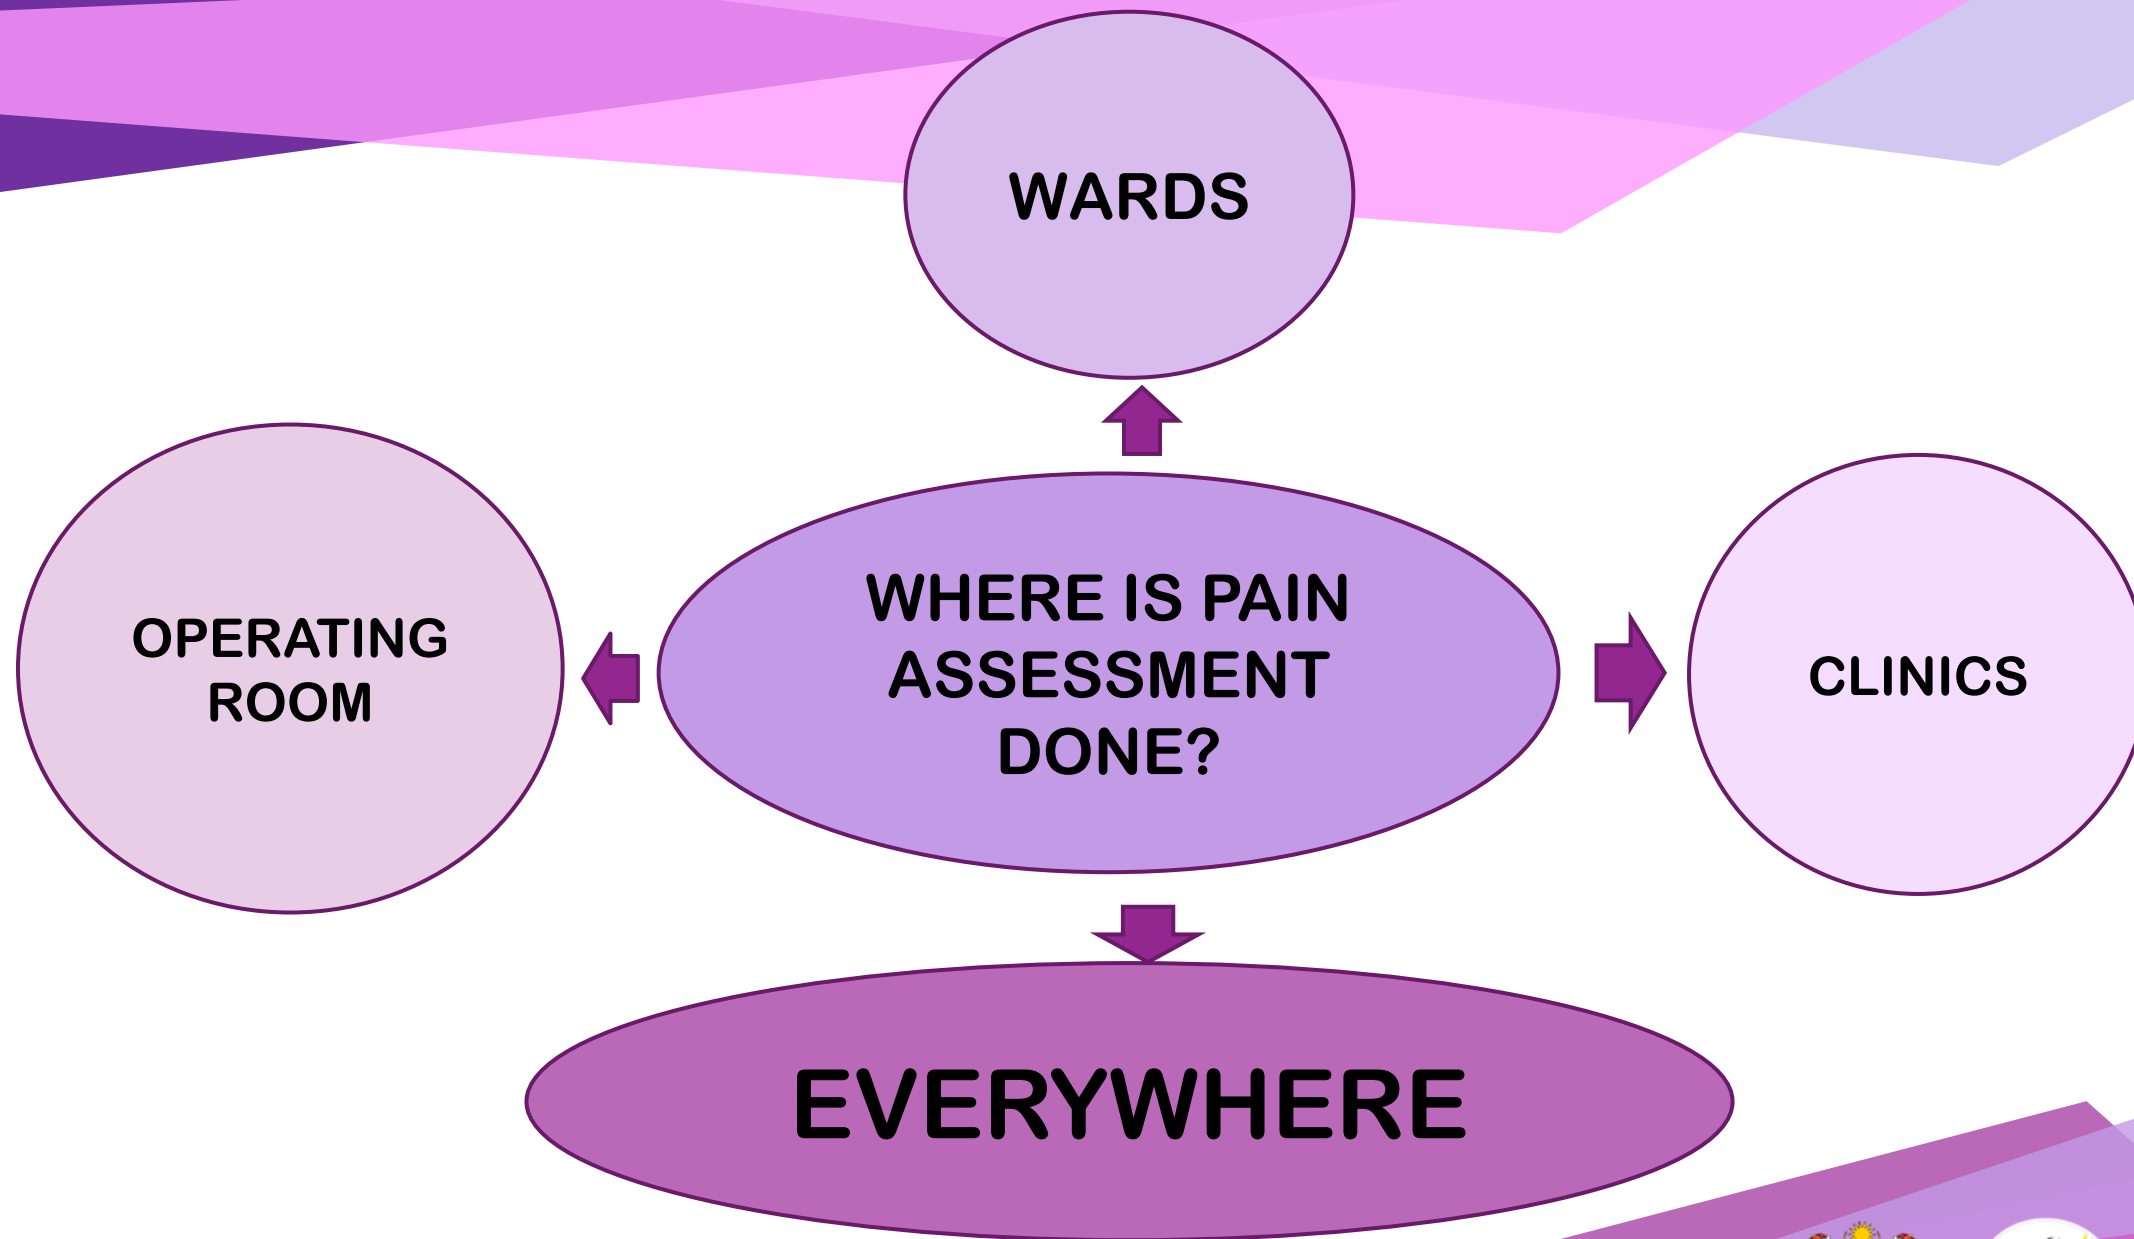 WARDS
OPERATING
ROOM
WHERE IS PAIN
ASSESSMENT
DONE?
CLINICS
EVERYWHERE